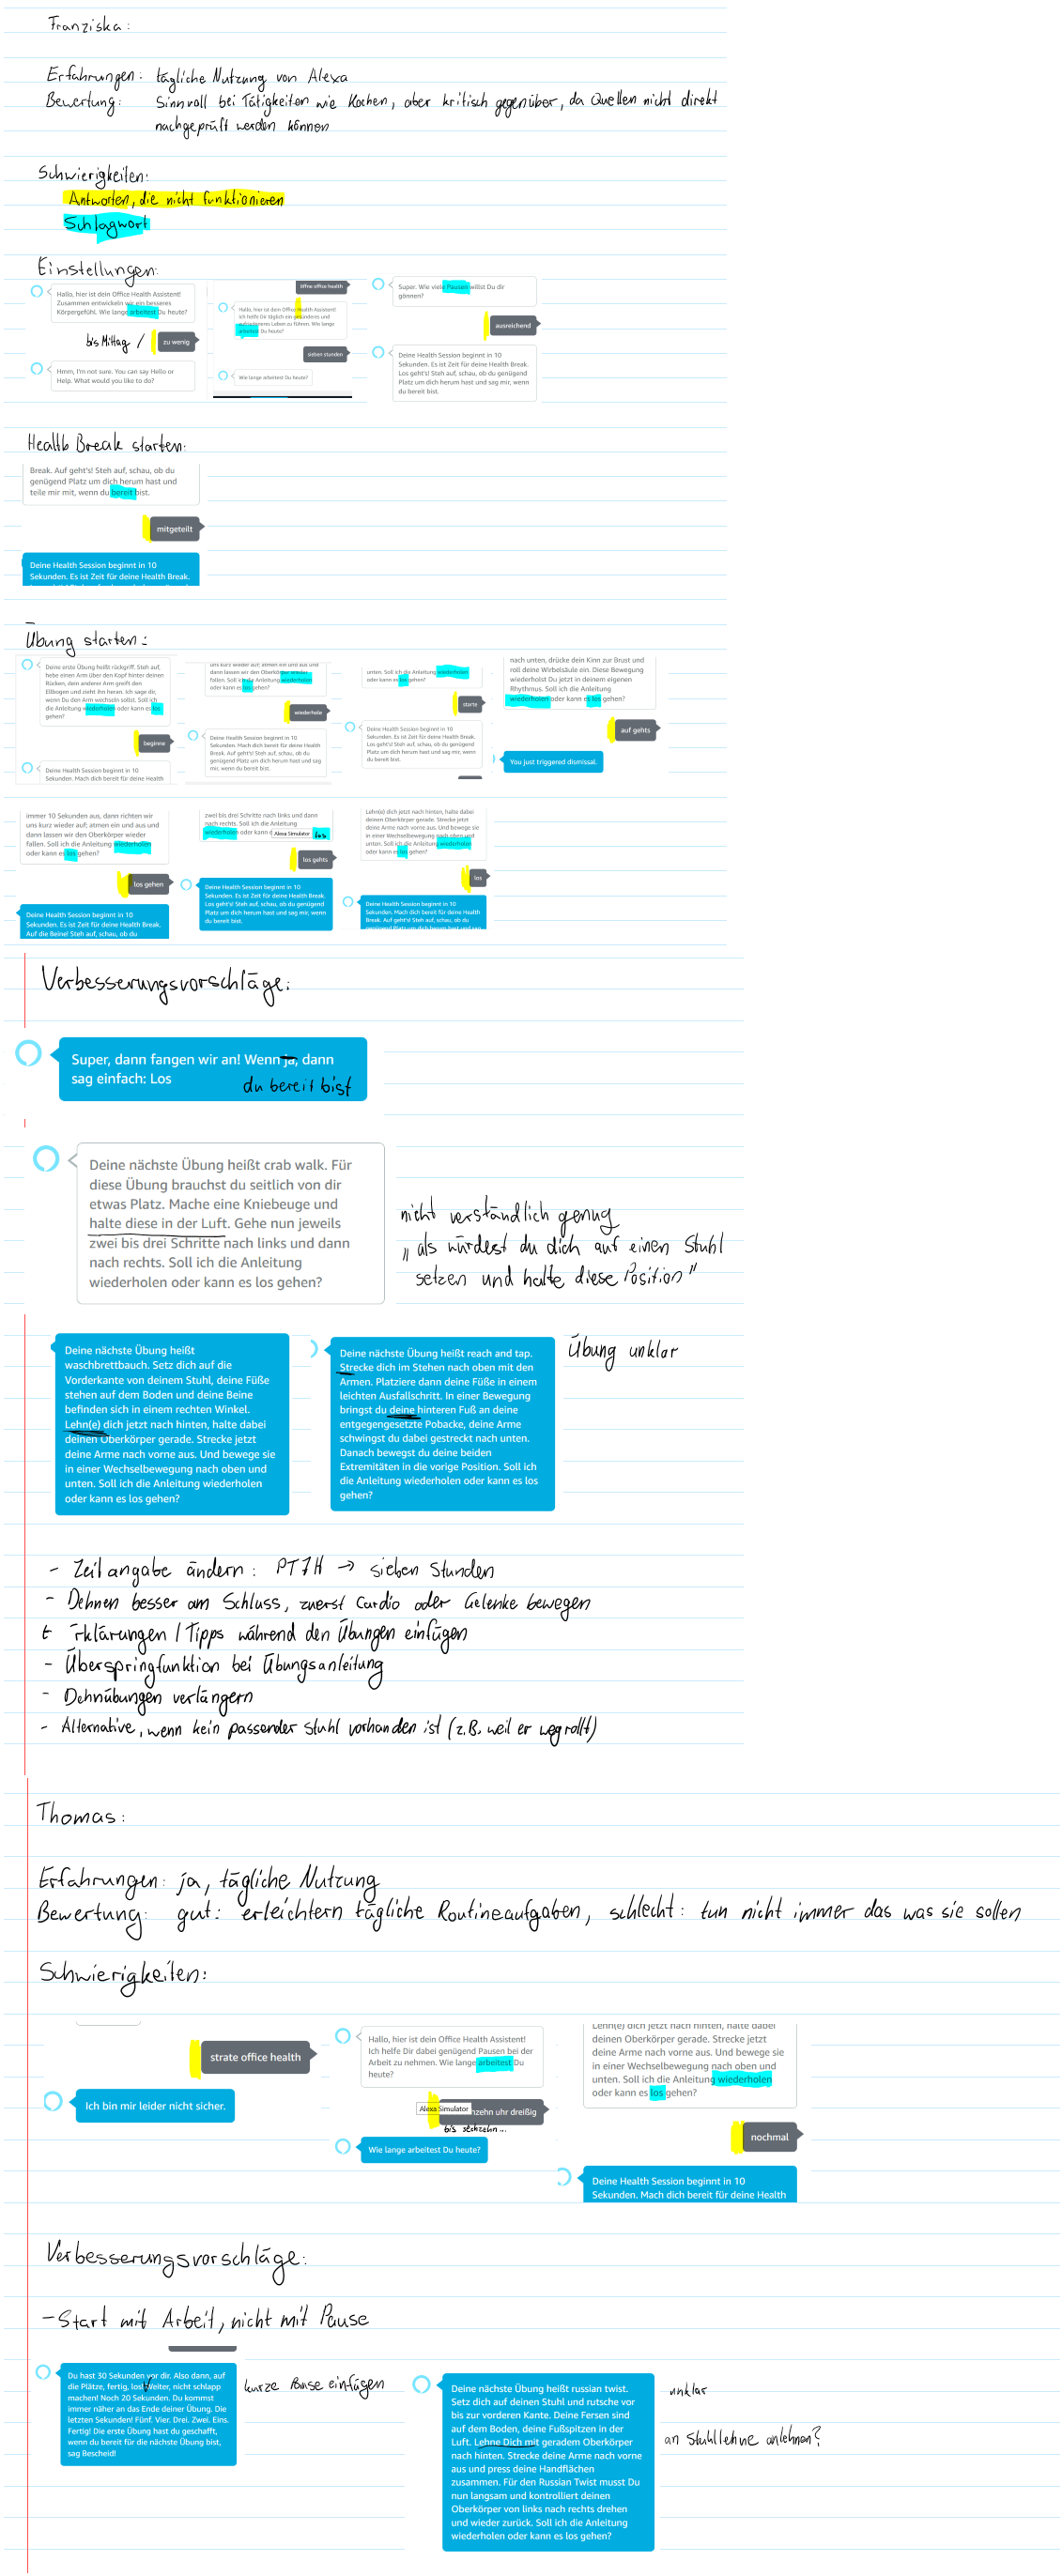 Franziska:
Erfahrungen: tägliche Nutzung von Alexa
Bewertung: Sinnvoll bei Tätigkeiten wie Kochen, aber kritisch gegenüber, da Quellen nicht direkt
nachgeprüft werden können
Schwierigkeiten:
Antworten, die nicht funktionieren
Schlagwort
Einstellungen:
Hallo, hier ist dein Office Health Assistent!
Zusammen entwickeln wir ein besseres
Körpergefühl. Wie lange arbeitest Du heute?
bis Mittag /
zu wenig
Hmm, I'm not sure. You can say Hello or
Help. What would you like to do?
öffne office health
Hallo, hier ist dein Office Health Assistent!
Ich helfe Dir täglich ein gesünderes und
zufriedeneres Leben zu führen. Wie lange
arbeitest Du heute?
sieben stunden
Wie lange arbeitest Du heute?
Super. Wie viele Pausen willst Du dir
gönnen?
ausreichend
Deine Health Session beginnt in 10
Sekunden. Es ist Zeit für deine Health Break.
Los geht's! Steh auf, schau, ob du genügend
Platz um dich herum hast und sag mir, wenn
du bereit bist.
Health Break starten:
Break. Auf geht's! Steh auf, schau, ob du
genügend Platz um dich herum hast und
teile mir mit, wenn du bereit bist.
mitgeteilt
Deine Health Session beginnt in 10
Sekunden. Es ist Zeit für deine Health Break.
Übung starten:
Deine erste Übung heißt rückgriff. Steh auf,
hebe einen Arm über den Kopf hinter deinen
Rücken, dein anderer Arm greift den
Ellbogen und zieht ihn heran. Ich sage dir,
wenn Du den Arm wechseln sollst. Soll ich
die Anleitung wiederholen oder kann es los
gehen?
beginne
Deine Health Session beginnt in 10
Sekunden. Mach dich bereit für deine Health
uns kurz wieder auf; atmen ein und aus und
dann lassen wir den Oberkörper wieder
fallen. Soll ich die Anleitung wiederholen
oder kann es los gehen?
wiederhole
Deine Health Session beginnt in 10
Sekunden. Mach dich bereit für deine Health
Break. Auf geht's! Steh auf, schau, ob du
genügend Platz um dich herum hast und sag
mir, wenn du bereit bist.
unten. Soll ich die Anleitung wiederholen
oder kann es los gehen?
starte
Deine Health Session beginnt in 10
Sekunden. Es ist Zeit für deine Health Break.
Los geht's! Steh auf, schau, ob du genügend
Platz um dich herum hast und sag mir, wenn
du bereit bist.
nach unten, drücke dein Kinn zur Brust und
roll deine Wirbelsäule ein. Diese Bewegung
wiederholst Du jetzt in deinem eigenen
Rhythmus. Soll ich die Anleitung
wiederholen oder kann es los gehen?
auf gehts
You just triggered dismissal.
immer 10 Sekunden aus, dann richten wir
uns kurz wieder auf; atmen ein und aus und
dann lassen wir den Oberkörper wieder
fallen. Soll ich die Anleitung wiederholen
oder kann es los gehen?
los gehen
Deine Health Session beginnt in 10
Sekunden. Es ist Zeit für deine Health Break.
Auf die Beine! Steh auf, schau, ob du
zwei bis drei Schritte nach links und dann
nach rechts. Soll ich die Anleitung
wiederholen oder kann e Alexa Simulator los
los gehts
Deine Health Session beginnt in 10
Sekunden. Es ist Zeit für deine Health Break.
Los geht's! Steh auf, schau, ob du genügend
Platz um dich herum hast und sag mir, wenn
du bereit bist.
Lehn(e) dich jetzt nach hinten, halte dabei
deinen Oberkörper gerade. Strecke jetzt
deine Arme nach vorne aus. Und bewege sie
in einer Wechselbewegung nach oben und
unten. Soll ich die Anleitung wiederholen
oder kann es los gehen?
los
Deine Health Session beginnt in 10
Sekunden. Mach dich bereit für deine Health
Break. Auf geht's! Steh auf, schau, ob du
genügend Platz um dich herum hast und sag
Verbesserungsvorschläge:
Super, dann fangen wir an! Wenn ja, dann
sag einfach: Los
du bereit bist
Deine nächste Übung heißt crab walk. Für
diese Übung brauchst du seitlich von dir
etwas Platz. Mache eine Kniebeuge und
halte diese in der Luft. Gehe nun jeweils
zwei bis drei Schritte nach links und dann
nach rechts. Soll ich die Anleitung
wiederholen oder kann es los gehen?
nicht verständlich genug
„als würdest du dich auf einen Stuhl
setzen und halte diese Position"
Deine nächste Übung heißt
waschbrettbauch. Setz dich auf die
Vorderkante von deinem Stuhl, deine Füße
stehen auf dem Boden und deine Beine
befinden sich in einem rechten Winkel.
Lehn(e) dich jetzt nach hinten, halte dabei
deinen Oberkörper gerade. Strecke jetzt
deine Arme nach vorne aus. Und bewege sie
in einer Wechselbewegung nach oben und
unten. Soll ich die Anleitung wiederholen
oder kann es los gehen?
Deine nächste Übung heißt reach and tap.
Strecke dich im Stehen nach oben mit den
Armen. Platziere dann deine Füße in einem
leichten Ausfallschritt. In einer Bewegung
bringst du deine hinteren Fuß an deine
entgegengesetzte Pobacke, deine Arme
schwingst du dabei gestreckt nach unten.
Danach bewegst du deine beiden
Extremitäten in die vorige Position. Soll ich
die Anleitung wiederholen oder kann es los
gehen?
Übung unklar
- Zeitangabe ändern: PT7H → sieben Stunden
- Dehnen besser am Schluss, zuerst Cardio oder Gelenke bewegen
Erklärungen / Tipps während den Übungen einfügen
- Überspringfunktion bei Übungsanleitung
- Dehnübungen verlängern
- Alternative, wenn kein passender Stuhl vorhanden ist (z.B. weil er wegrollt)
Thomas:
Erfahrungen: ja, tägliche Nutzung
Bewertung: gut: erleichtern tägliche Routineaufgaben, schlecht: tun nicht immer das was sie sollen
Schwierigkeiten:
strate office health
Ich bin mir leider nicht sicher.
Hallo, hier ist dein Office Health Assistent!
Ich helfe Dir dabei genügend Pausen bei der
Arbeit zu nehmen. Wie lange arbeitest Du
heute?
Alexa Simulator nzehn uhr dreißig
bis sechzehn...
Wie lange arbeitest Du heute?
Lehn(e) dich jetzt nach hinten, halte dabei
deinen Oberkörper gerade. Strecke jetzt
deine Arme nach vorne aus. Und bewege sie
in einer Wechselbewegung nach oben und
unten. Soll ich die Anleitung wiederholen
oder kann es los gehen?
nochmal
Deine Health Session beginnt in 10
Sekunden. Mach dich bereit für deine Health
Verbesserungsvorschläge:
- Start mit Arbeit, nicht mit Pause
Du hast 30 Sekunden vor dir. Also dann, auf
die Plätze, fertig, los! Weiter, nicht schlapp
machen! Noch 20 Sekunden. Du kommst
immer näher an das Ende deiner Übung. Die
letzten Sekunden! Fünf. Vier. Drei. Zwei. Eins.
Fertig! Die erste Übung hast du geschafft,
wenn du bereit für die nächste Übung bist,
sag Bescheid!
kurze Pause einfügen
Deine nächste Übung heißt russian twist.
Setz dich auf deinen Stuhl und rutsche vor
bis zur vorderen Kante. Deine Fersen sind
auf dem Boden, deine Fußspitzen in der
Luft. Lehne Dich mit geradem Oberkörper
nach hinten. Strecke deine Arme nach vorne
aus und press deine Handflächen
zusammen. Für den Russian Twist musst Du
nun langsam und kontrolliert deinen
Oberkörper von links nach rechts drehen
und wieder zurück. Soll ich die Anleitung
wiederholen oder kann es los gehen?
unklar
an Stuhllehne anlehnen?